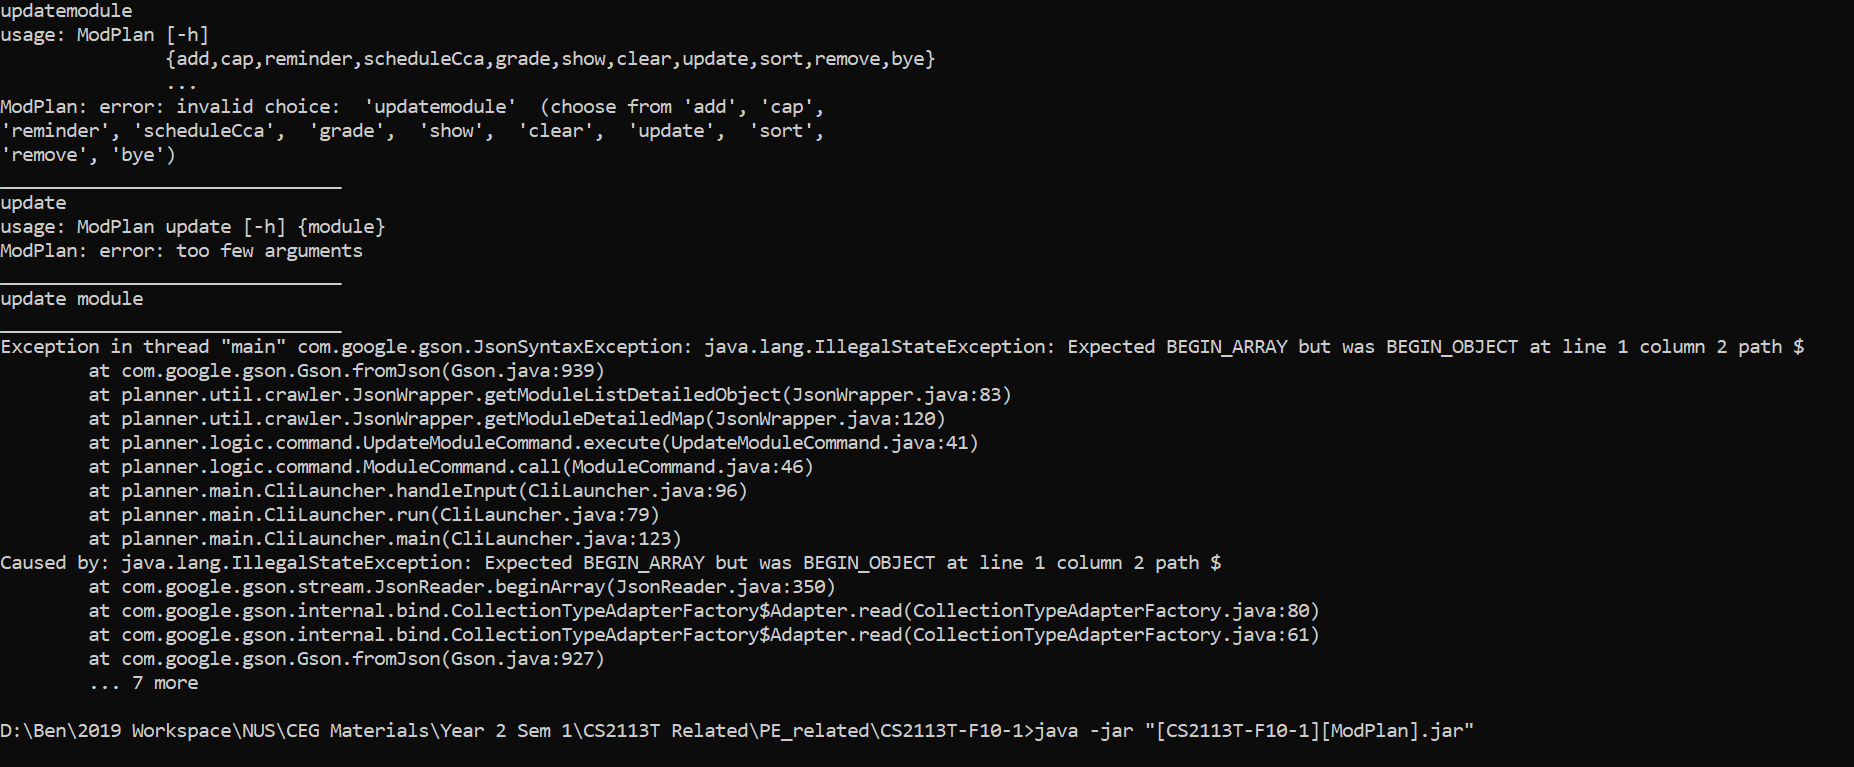 updatemodule
usage: ModPlan [-h]
               {add,cap,reminder,scheduleCca,grade,show,clear,update,sort,remove,bye}
               ...
ModPlan: error: invalid choice:  'updatemodule'  (choose from 'add', 'cap',
'reminder', 'scheduleCca',  'grade',  'show',  'clear',  'update',  'sort',
'remove', 'bye')
_______________________________
update
usage: ModPlan update [-h] {module}
ModPlan: error: too few arguments
_______________________________
update module
_______________________________
Exception in thread "main" com.google.gson.JsonSyntaxException: java.lang.IllegalStateException: Expected BEGIN_ARRAY but was BEGIN_OBJECT at line 1 column 2 path $
        at com.google.gson.Gson.fromJson(Gson.java:939)
        at planner.util.crawler.JsonWrapper.getModuleListDetailedObject(JsonWrapper.java:83)
        at planner.util.crawler.JsonWrapper.getModuleDetailedMap(JsonWrapper.java:120)
        at planner.logic.command.UpdateModuleCommand.execute(UpdateModuleCommand.java:41)
        at planner.logic.command.ModuleCommand.call(ModuleCommand.java:46)
        at planner.main.CliLauncher.handleInput(CliLauncher.java:96)
        at planner.main.CliLauncher.run(CliLauncher.java:79)
        at planner.main.CliLauncher.main(CliLauncher.java:123)
Caused by: java.lang.IllegalStateException: Expected BEGIN_ARRAY but was BEGIN_OBJECT at line 1 column 2 path $
        at com.google.gson.stream.JsonReader.beginArray(JsonReader.java:350)
        at com.google.gson.internal.bind.CollectionTypeAdapterFactory$Adapter.read(CollectionTypeAdapterFactory.java:80)
        at com.google.gson.internal.bind.CollectionTypeAdapterFactory$Adapter.read(CollectionTypeAdapterFactory.java:61)
        at com.google.gson.Gson.fromJson(Gson.java:927)
        ... 7 more
D:\Ben\2019 Workspace\NUS\CEG Materials\Year 2 Sem 1\CS2113T Related\PE_related\CS2113T-F10-1>java -jar "[CS2113T-F10-1][ModPlan].jar"